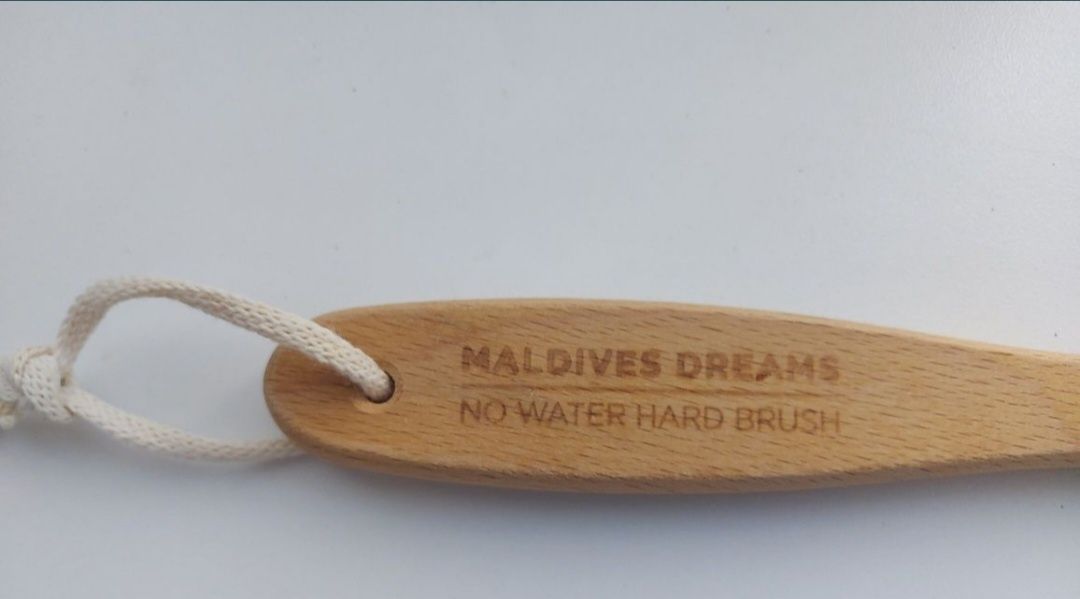 MALDIVES DREAMS
NO WATER HARD BRUSH